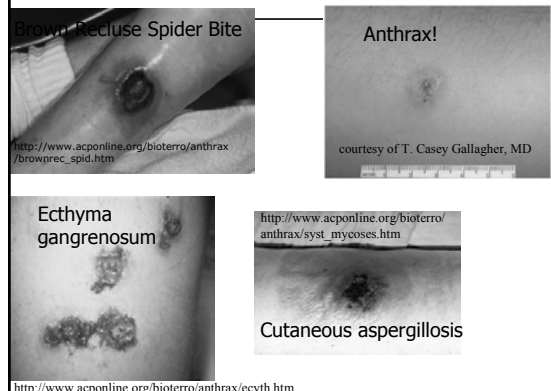 Brown Recluse Spider Bite
http://www.acponline.org/bioterro/anthrax
/brownrec_spid.htm
Anthrax!
courtesy of T. Casey Gallagher, MD
Ecthyma
gangrenosum
http://www.acponline.org/bioterro/
anthrax/syst_mycoses.htm
Cutaneous aspergillosis
http://www.acponline.org/bioterro/anthrax/ecyth.htm